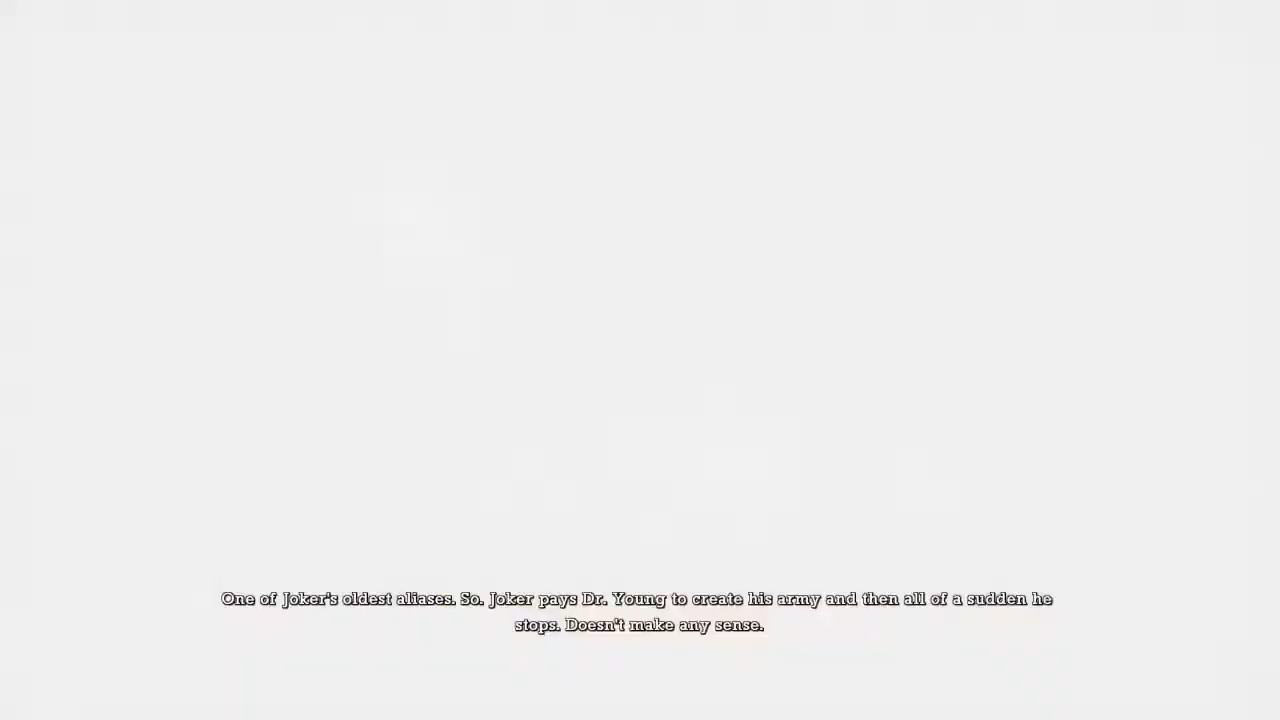 One of Joker's oldest aliases. So. Joker pays Dr. Young to create his army and then all of a sudden he
stops. Doesn't make any sense.